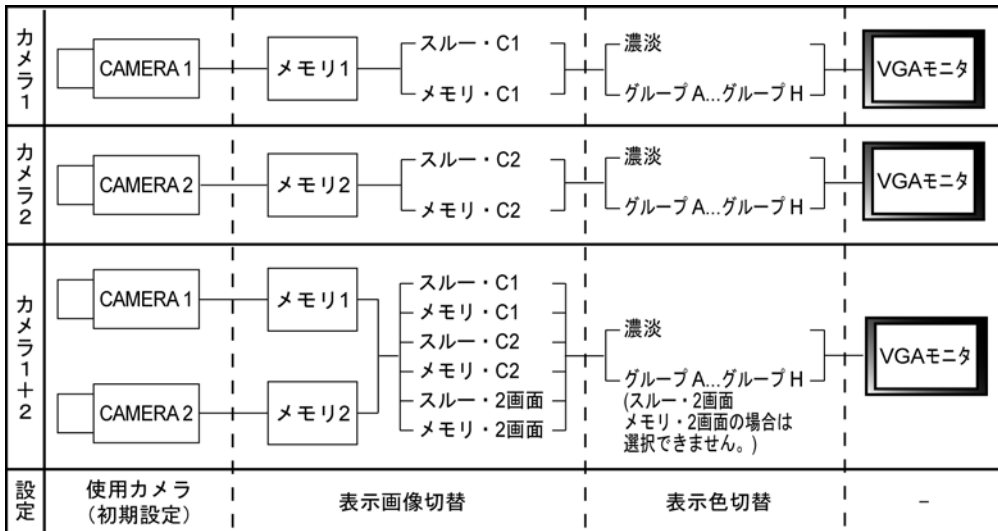 カメラ1
CAMERA 1
メモリ1
スルー・C1
メモリ・C1
濃淡
グループ A...グループ H
VGAモニタ
カメラ2
CAMERA 2
メモリ2
スルー・C2
メモリ・C2
濃淡
グループ A...グループ H
VGAモニタ
カメラ1+2
CAMERA 1
CAMERA 2
メモリ1
メモリ2
スルー・C1
メモリ・C1
スルー・C2
メモリ・C2
スルー・2画面
メモリ・2画面
濃淡
グループ A...グループ H
(スルー・2画面
メモリ・2画面の場合は
選択できません。)
VGAモニタ
設定
使用カメラ
(初期設定)
表示画像切替
表示色切替
−